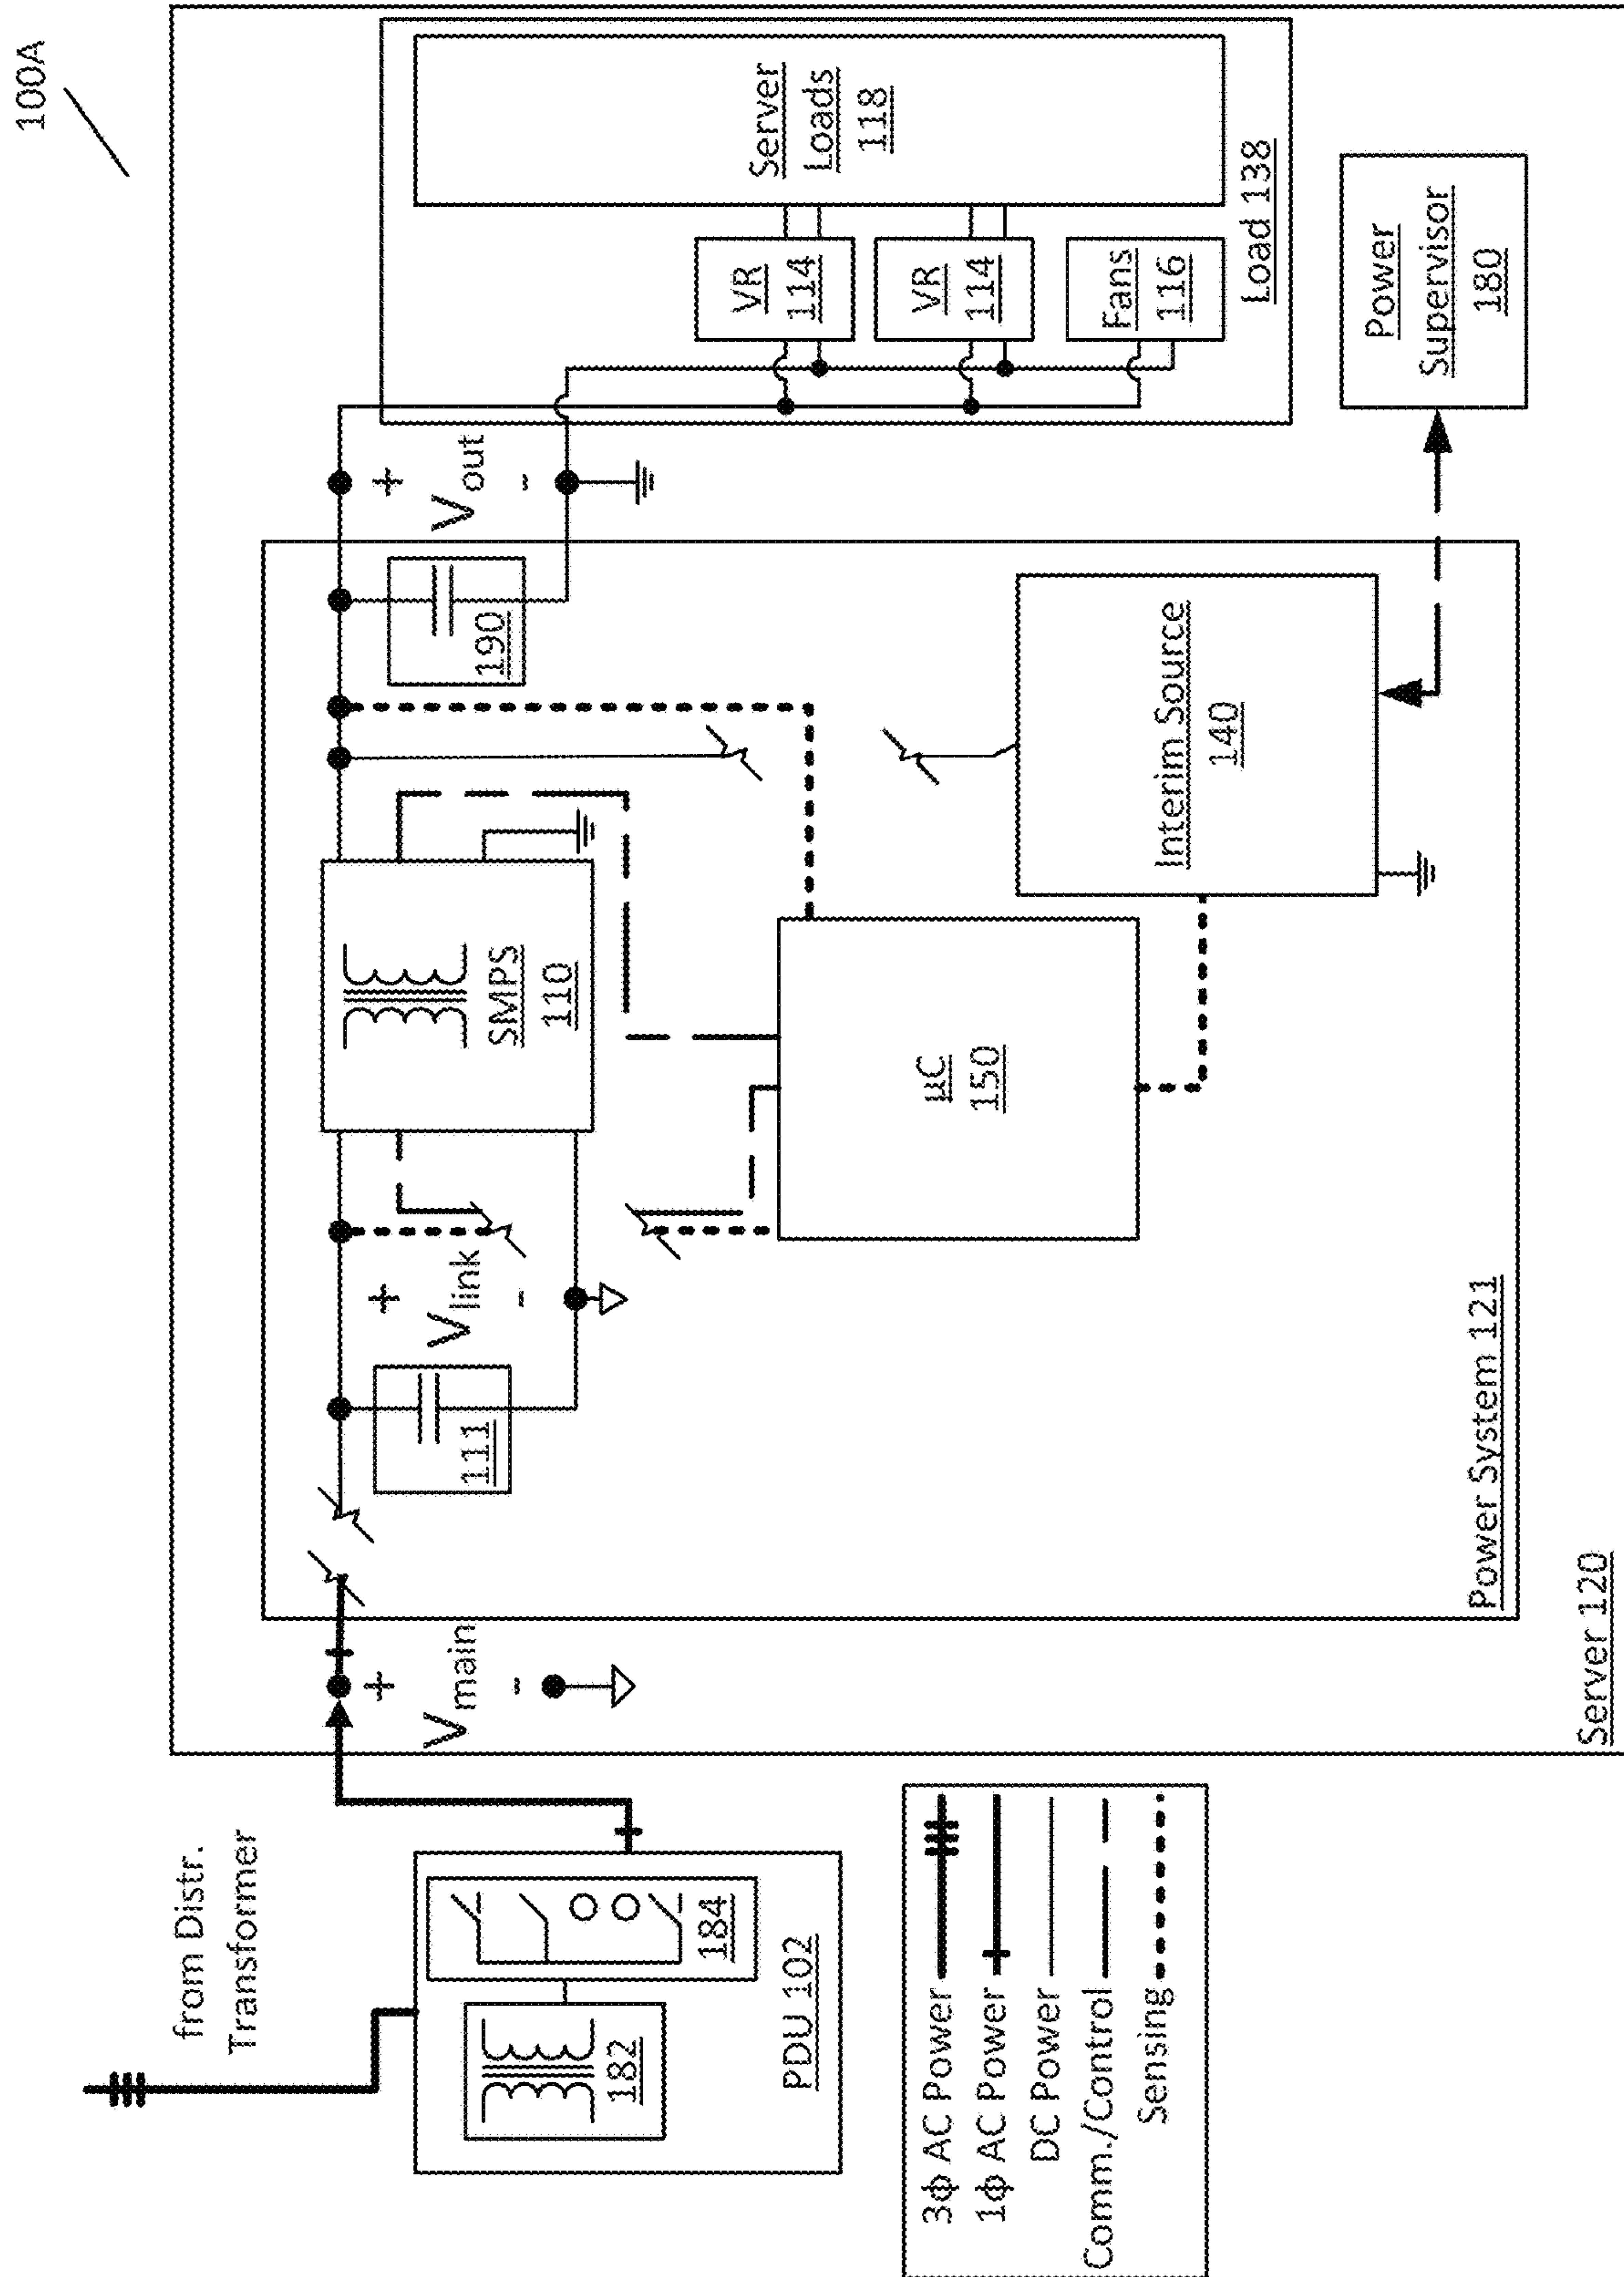 100A
from Distr.
Transformer
182
184
PDU 102
3ф AC Power
1ф AC Power
DC Power
Comm./Control
Sensing
+
Vmain
-
111
+
Vlink
-
SMPS
110
190
+
Vout
-
µC
150
Interim Source
140
Power System 121
Server 120
VR
114
VR
114
Fans
116
Server
Loads
118
Load 138
Power
Supervisor
180